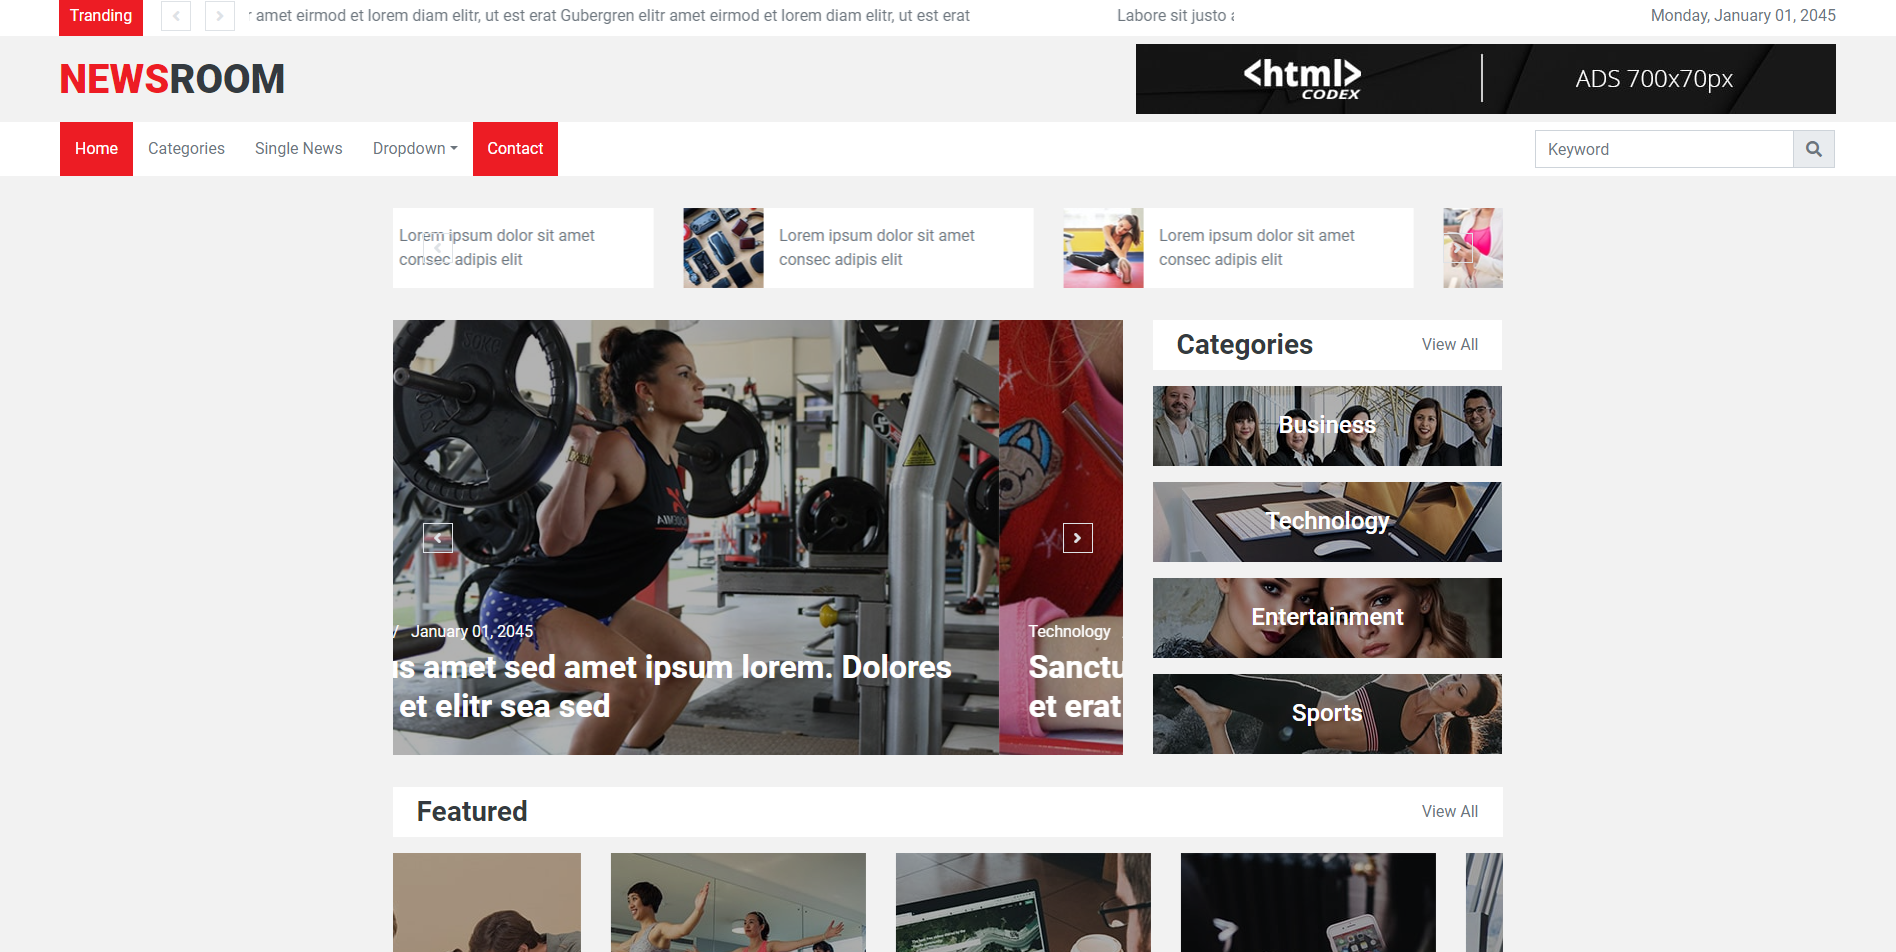 Tranding
amet eirmod et lorem diam elitr, ut est erat Gubergren elitr amet eirmod et lorem diam elitr, ut est erat
Labore sit justo
Monday, January 01, 2045
NEWSROOM
<html>
CODEX
ADS 700x70px
Home
Categories
Single News
Dropdown
Contact
Keyword
Lorem ipsum dolor sit amet
consec adipis elit
Lorem ipsum dolor sit amet
consec adipis elit
Lorem ipsum dolor sit amet
consec adipis elit
/ January 01, 2045
us amet sed amet ipsum lorem. Dolores
et elitr sea sed
Technology
Sanctu
et erat
Categories
View All
Business
Technology
Entertainment
Sports
Featured
View All